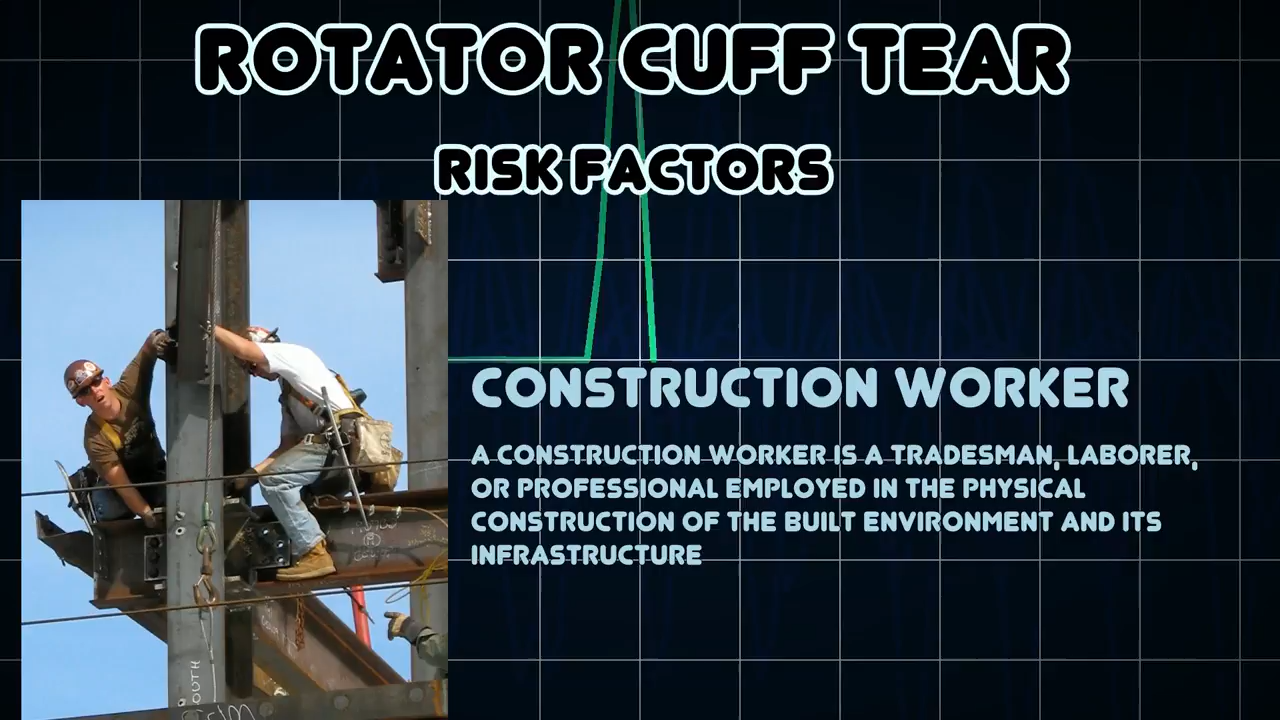 ROTATOR CUFF TEAR
RISK FACTORS
CONSTRUCTION WORKER
A CONSTRUCTION WORKER IS A TRADESMAN, LABORER,
OR PROFESSIONAL EMPLOYED IN THE PHYSICAL
CONSTRUCTION OF THE BUILT ENVIRONMENT AND ITS
INFRASTRUCTURE